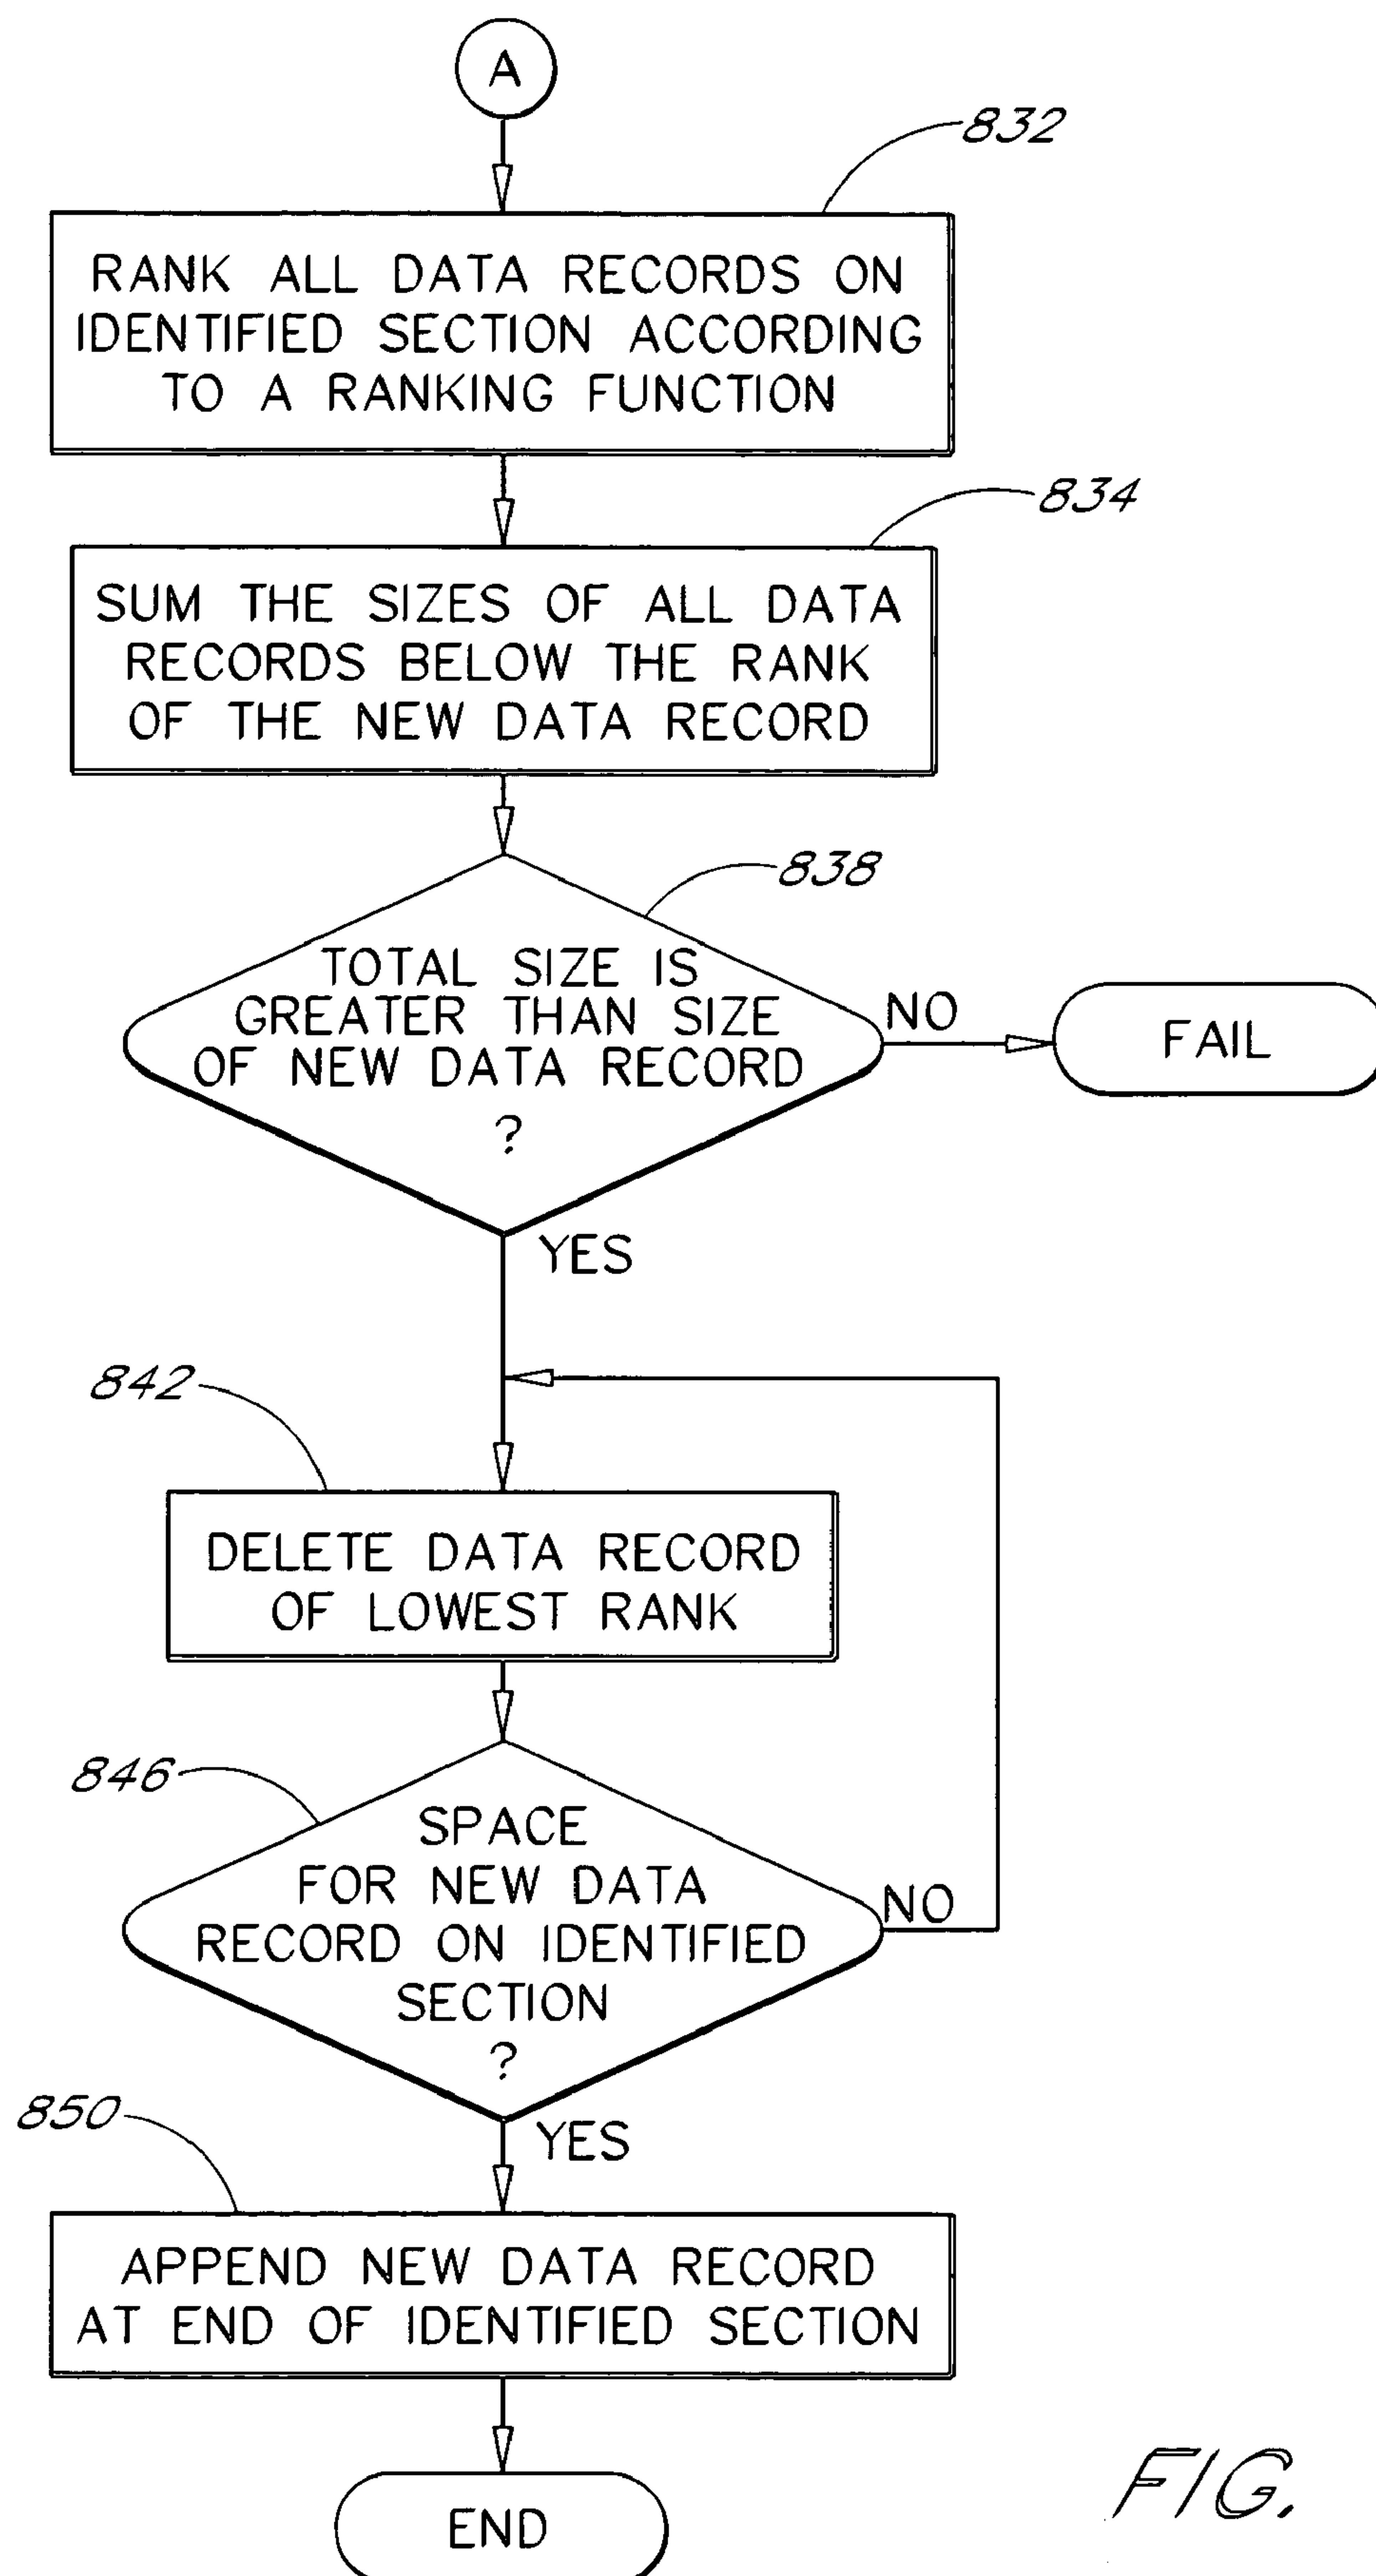 A
832
RANK ALL DATA RECORDS ON
IDENTIFIED SECTION ACCORDING
TO A RANKING FUNCTION
834
SUM THE SIZES OF ALL DATA
RECORDS BELOW THE RANK
OF THE NEW DATA RECORD
838
TOTAL SIZE IS
GREATER THAN SIZE
OF NEW DATA RECORD
?
NO
FAIL
YES
842
DELETE DATA RECORD
OF LOWEST RANK
846
SPACE
FOR NEW DATA
RECORD ON IDENTIFIED
SECTION
?
NO
850
YES
APPEND NEW DATA RECORD
AT END OF IDENTIFIED SECTION
END
FIG.